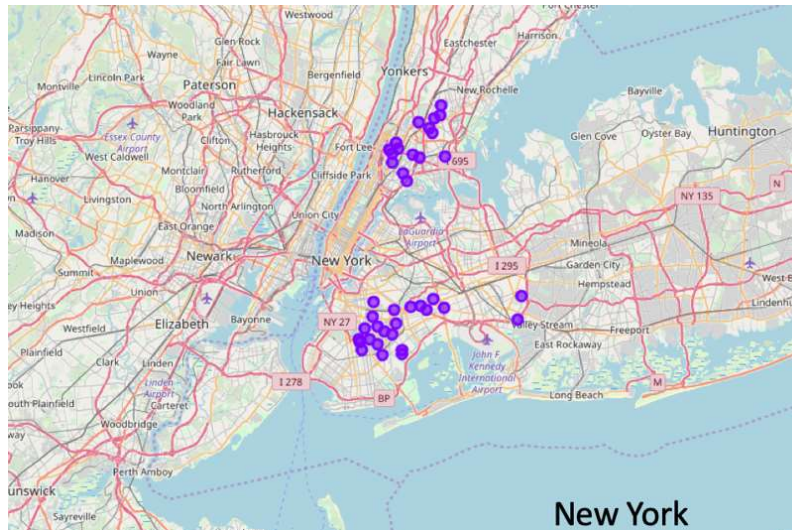 Westwood
Port Chester
Glen Rock
Eastchester
Harrison
Wayne
Fair Lawn
Bergenfield
Yonkers
Montville
Lincoln Park
Paterson
New Rochelle
Bayville
Woodland
Park
Hackensack
Parsippany-
Troy Hills
Essex County
Airport
Clifton
Hasbrouck
Heights
Fort Lee
Glen Cove
Oyster Bay
Huntington
West Caldwell
Hanover
Montclair
Rutherford
Cliffside Park
695
Livingston
Bloomfield
North Arlington
NY 135
N
Madison
East Orange
Union City
LaGuardia
Airport
Mineola
Maplewood
Newark
New York
I 295
Garden City
Summit
Hempstead
West B
Union
ey Heights
Elizabeth
Bayonne
NY 27
Valley Stream
Freeport
Lindenhu
Westfield
East Rockaway
Plainfield
Clark
Linden
John F
Kennedy
International
Airport
I 278
M
Linden
Airport
BP
Long Beach
outh Plainfield
Carteret
Woodbridge
Perth Amboy
unswick
Sayreville
New York